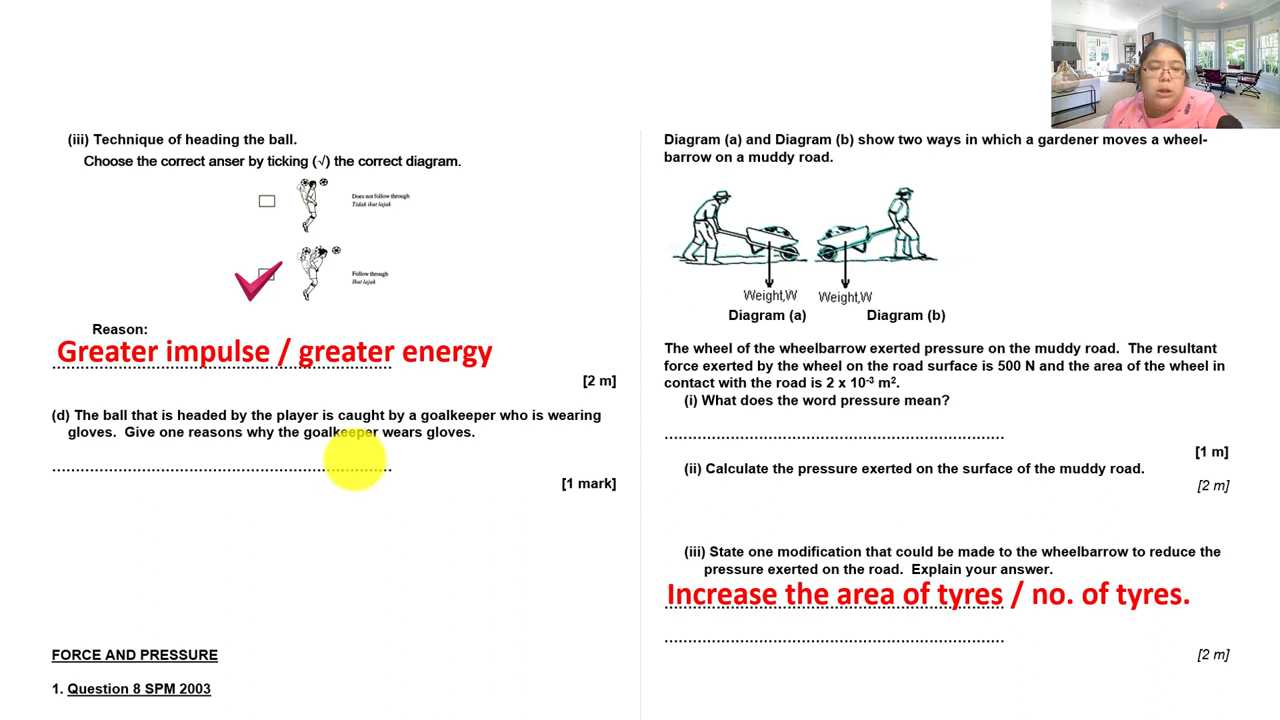 (iii) Technique of heading the ball.
Choose the correct anser by ticking (√) the correct diagram.
Does not follow through
Tidak ikut lajak
Follow through
Ikut lajak
Reason:
Greater impulse / greater energy
[2 m]
(d) The ball that is headed by the player is caught by a goalkeeper who is wearing
gloves. Give one reasons why the goalkeeper wears gloves.
[1 mark]
FORCE AND PRESSURE
1. Question 8 SPM 2003
Diagram (a) and Diagram (b) show two ways in which a gardener moves a wheel-
barrow on a muddy road.
Weight,W Weight,W
Diagram (a) Diagram (b)
The wheel of the wheelbarrow exerted pressure on the muddy road. The resultant
force exerted by the wheel on the road surface is 500 N and the area of the wheel in
contact with the road is 2 x 10⁻³ m².
(i) What does the word pressure mean?
[1 m]
(ii) Calculate the pressure exerted on the surface of the muddy road.
[2 m]
(iii) State one modification that could be made to the wheelbarrow to reduce the
pressure exerted on the road. Explain your answer.
Increase the area of tyres / no. of tyres.
[2 m]